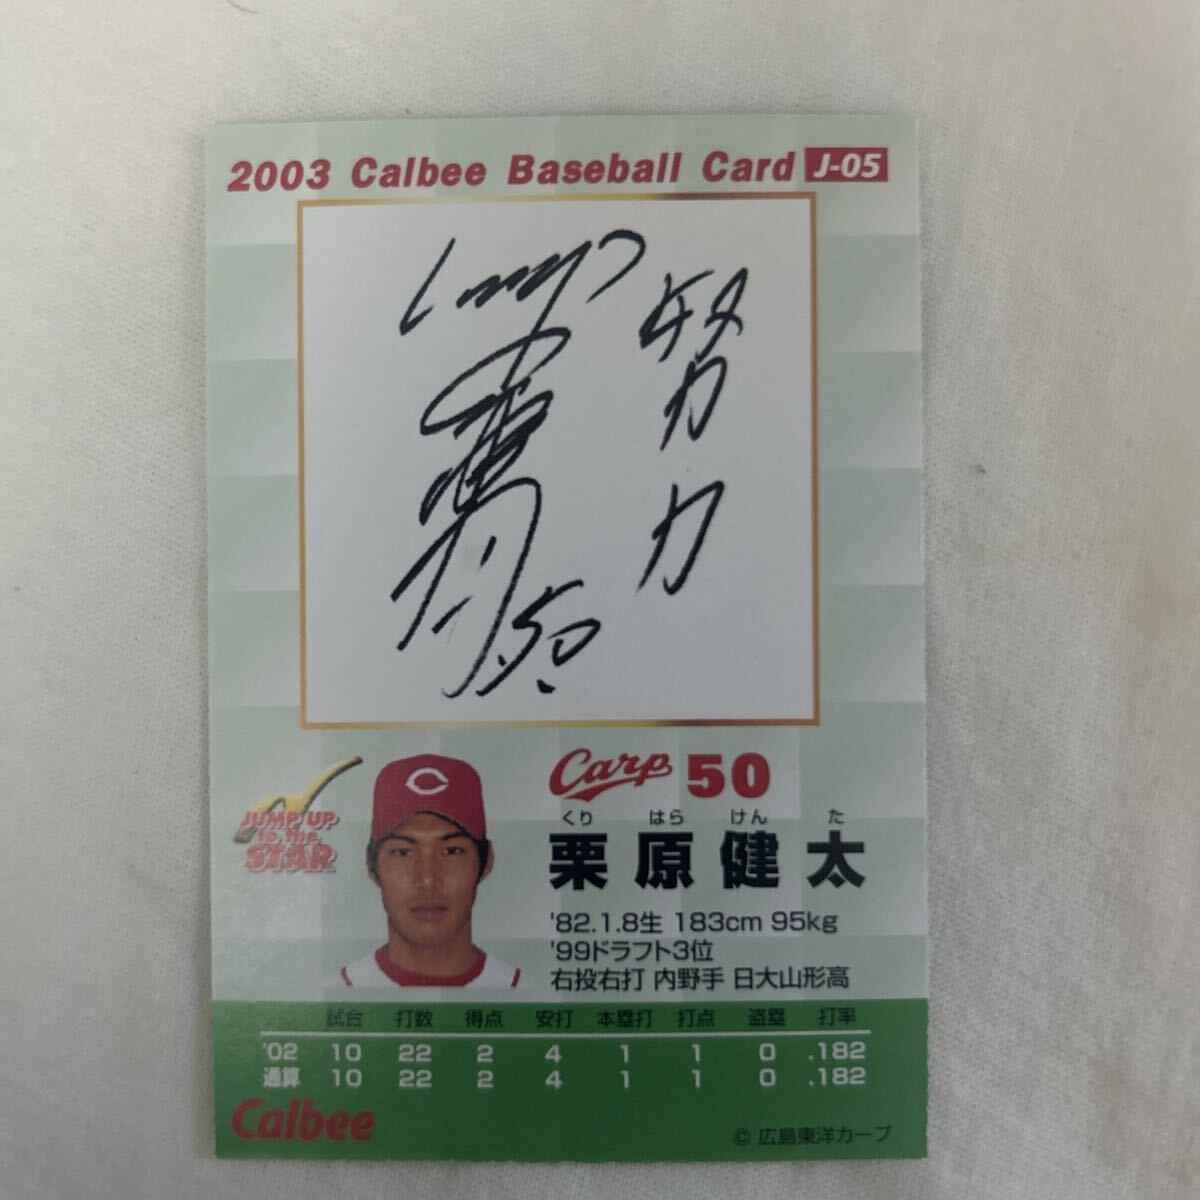 2003 Calbee Baseball Card J-05
努力
50
JUMP UP
to the
STAR
Carp 50
くり はら けん た
栗原健太
'82.1.8生 183cm 95kg
'99ドラフト3位
右投右打 内野手 日大山形高
試合 打数 得点 安打 本塁打 打点 盗塁 打率
'02 10 22 2 4 1 1 0 .182
通算 10 22 2 4 1 1 0 .182
Calbee
© 広島東洋カープ